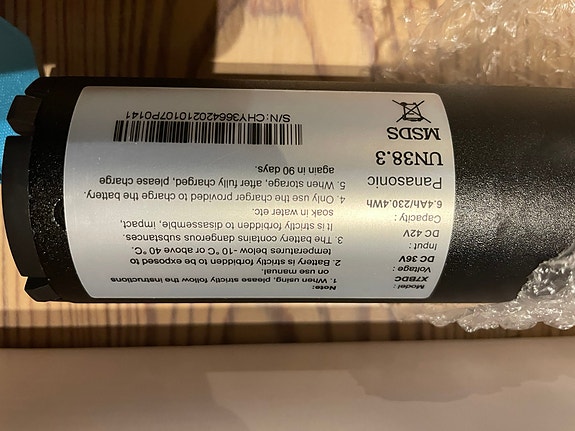 Model :
X7BDC
Voltage :
DC 36V
Input :
DC 42V
Capacity :
6.4Ah/230.4Wh
Panasonic
UN38.3
MSDS
Note:
1. When using, please strictly follow the instructions
on use manual.
2. Battery is strictly forbidden to be exposed to
temperatures below -10 °C or above 40 °C.
3. The battery contains dangerous substances.
It is strictly forbidden to disassemble, impact,
soak in water etc.
4. Only use the charger provided to charge the battery.
5. When storage, after fully charged, please charge
again in 90 days.
S/N: CHY366420210107P0141